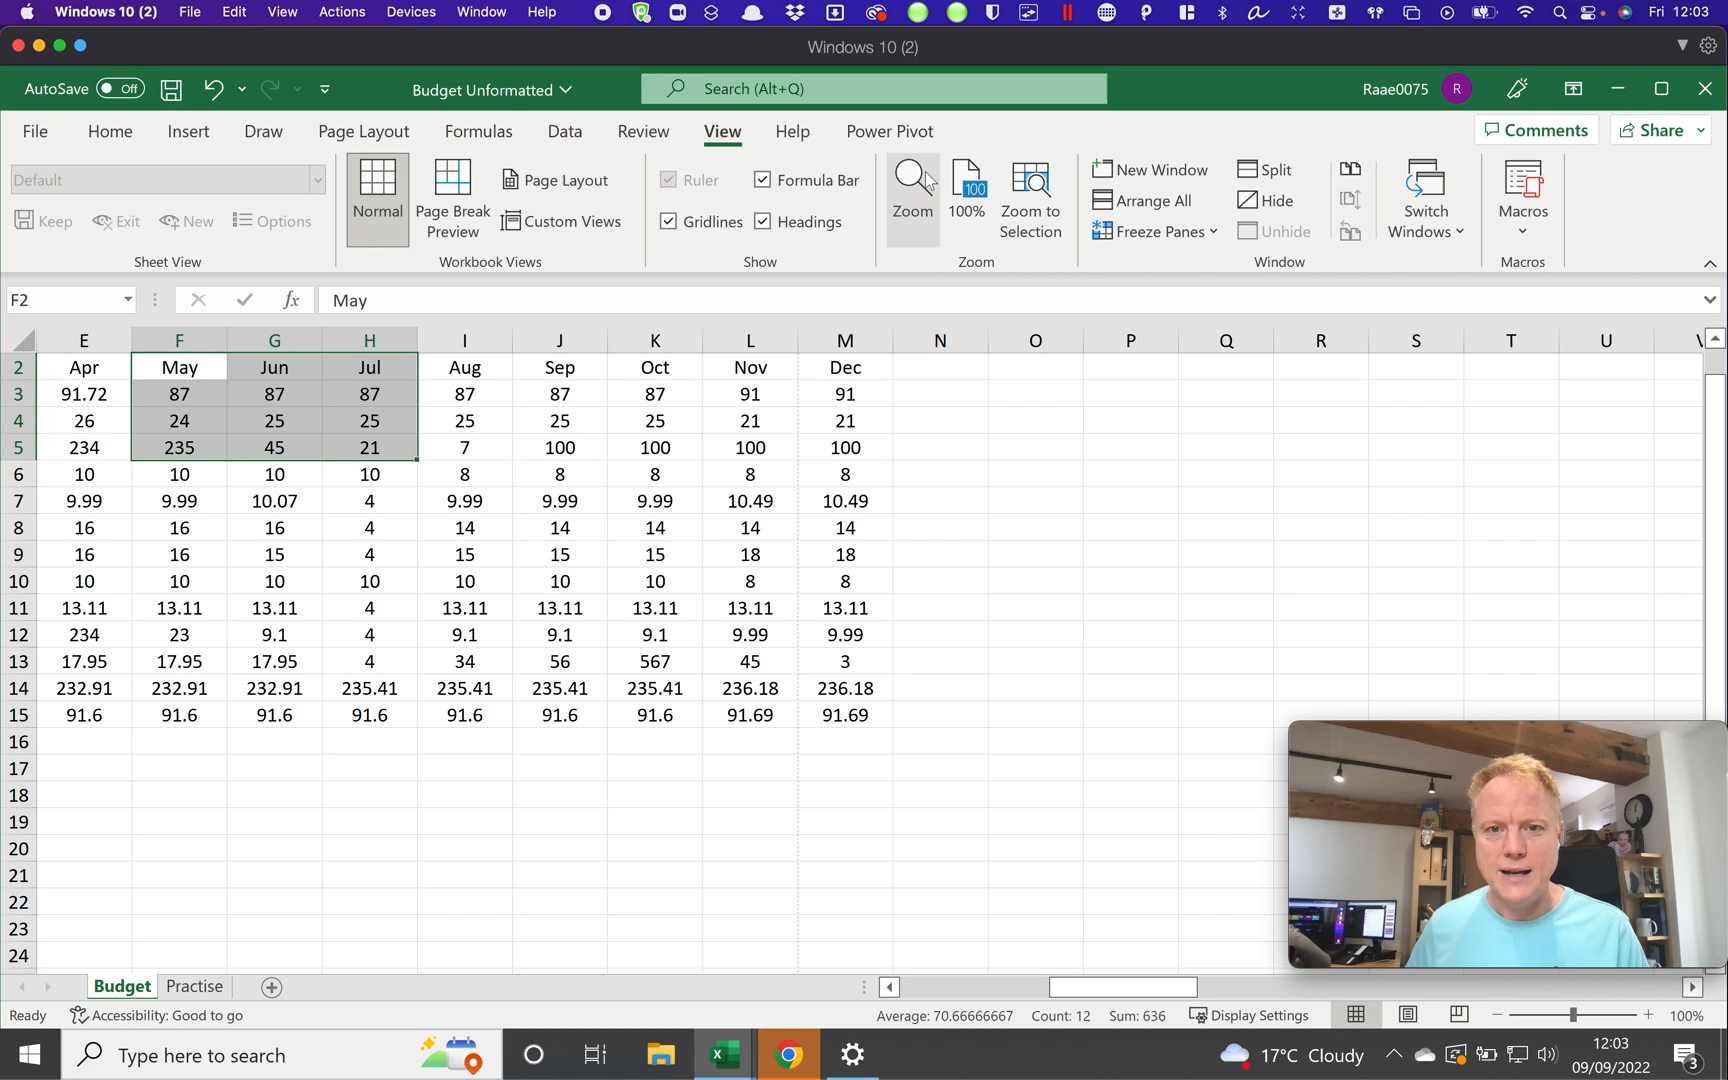 Windows 10 (2) File Edit View Actions Devices Window Help Fri 12:03
Windows 10 (2)
AutoSave Off Budget Unformatted Search (Alt+Q) Raae0075 R
File Home Insert Draw Page Layout Formulas Data Review View Help Power Pivot Comments Share
Default
Keep Exit New Options
Sheet View
Normal
Page Break Preview
Page Layout
Custom Views
Workbook Views
Ruler Formula Bar
Gridlines Headings
Show
Zoom
100
100%
Zoom to Selection
Zoom
New Window
Arrange All
Freeze Panes
Split
Hide
Unhide
Switch Windows
Window
Macros
Macros
F2 fx May
E F G H I J K L M N O P Q R S T U
2 Apr May Jun Jul Aug Sep Oct Nov Dec
3 91.72 87 87 87 87 87 87 91 91
4 26 24 25 25 25 25 25 21 21
5 234 235 45 21 7 100 100 100 100
6 10 10 10 10 8 8 8 8 8
7 9.99 9.99 10.07 4 9.99 9.99 9.99 10.49 10.49
8 16 16 16 4 14 14 14 14 14
9 16 16 15 4 15 15 15 18 18
10 10 10 10 10 10 10 10 8 8
11 13.11 13.11 13.11 4 13.11 13.11 13.11 13.11 13.11
12 234 23 9.1 4 9.1 9.1 9.1 9.99 9.99
13 17.95 17.95 17.95 4 34 56 567 45 3
14 232.91 232.91 232.91 235.41 235.41 235.41 235.41 236.18 236.18
15 91.6 91.6 91.6 91.6 91.6 91.6 91.6 91.69 91.69
16
17
18
19
20
21
22
23
24
Budget Practise
Ready Accessibility: Good to go Average: 70.66666667 Count: 12 Sum: 636 Display Settings 100%
Type here to search 17°C Cloudy 12:03
09/09/2022 3